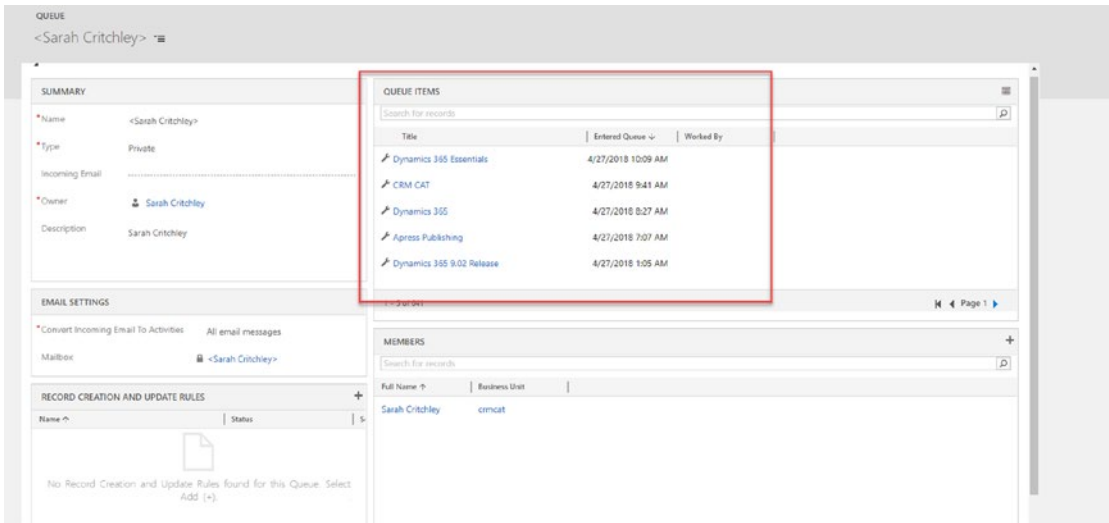 QUEUE
<Sarah Critchley>
SUMMARY
*Name <Sarah Critchley>
*Type Private
Incoming Email
*Owner Sarah Critchley
Description Sarah Critchley
EMAIL SETTINGS
*Convert Incoming Email To Activities All email messages
Mailbox <Sarah Critchley>
RECORD CREATION AND UPDATE RULES
Name Status
No Record Creation and Update Rules found for this Queue. Select
Add (+).
QUEUE ITEMS
Search for records
Title Entered Queue Worked By
Dynamics 365 Essentials 4/27/2018 10:09 AM
CRM CAT 4/27/2018 9:41 AM
Dynamics 365 4/27/2018 8:27 AM
Apress Publishing 4/27/2018 7:07 AM
Dynamics 365 9.02 Release 4/27/2018 1:05 AM
Page 1
MEMBERS
Search for records
Full Name Business Unit
Sarah Critchley crmcat